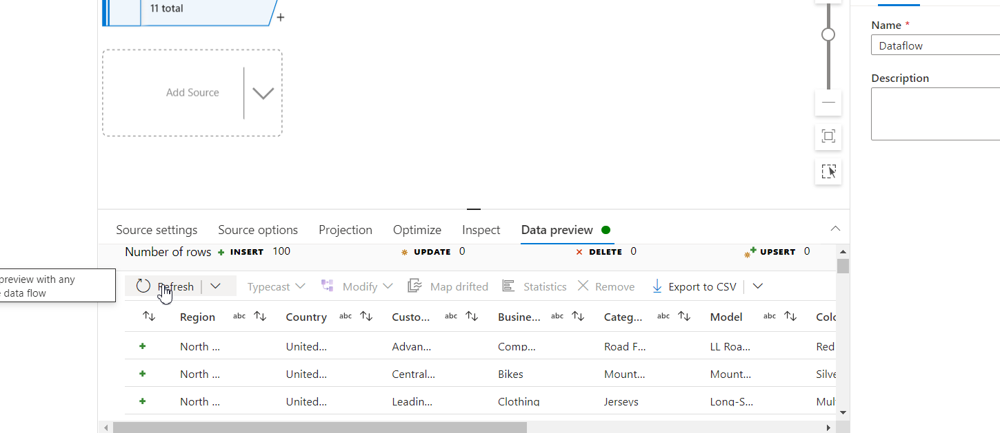 11 total
+
Name *
Dataflow
Add Source
Description
Source settings Source options Projection Optimize Inspect Data preview
Number of rows + INSERT 100 UPDATE 0 × DELETE 0 UPSERT 0
preview with any
data flow
Refresh Typecast Modify Map drifted Statistics Remove Export to CSV
Region abc Country abc Custo... abc Busine... abc Categ... abc Model abc Colo
+ North ... United... Advan... Comp... Road F... LL Roa... Red
+ North ... United... Central... Bikes Mount... Mount... Silve
+ North ... United... Leadin... Clothing Jerseys Long-S... Mul